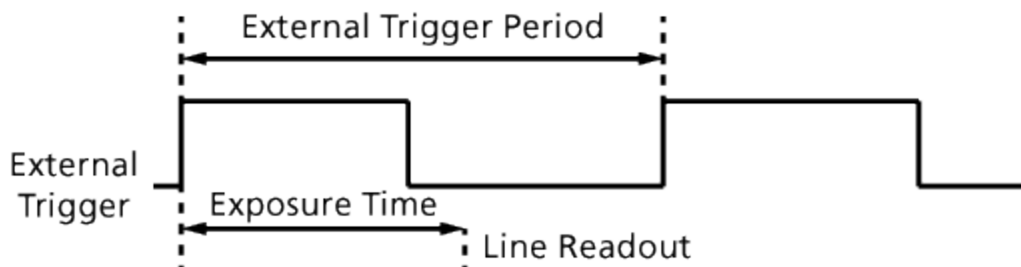 External Trigger Period
External
Trigger
Exposure Time
Line Readout